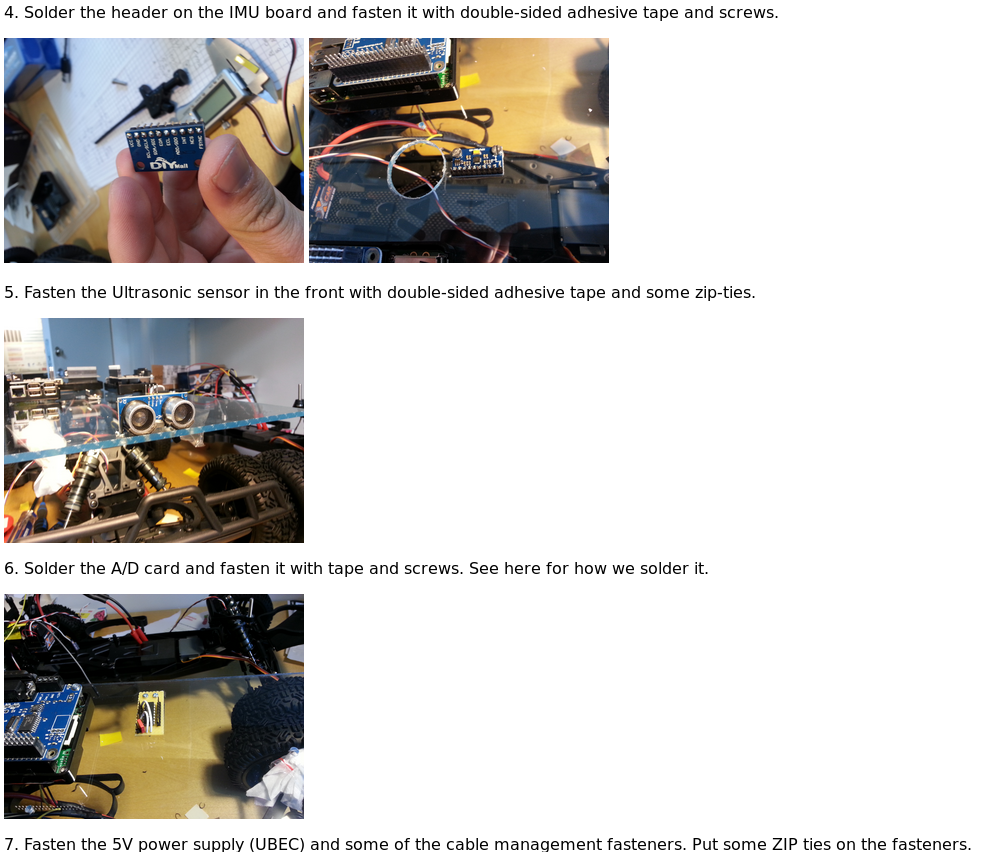 4. Solder the header on the IMU board and fasten it with double-sided adhesive tape and screws.
DIYmall
5. Fasten the Ultrasonic sensor in the front with double-sided adhesive tape and some zip-ties.
6. Solder the A/D card and fasten it with tape and screws. See here for how we solder it.
7. Fasten the 5V power supply (UBEC) and some of the cable management fasteners. Put some ZIP ties on the fasteners.